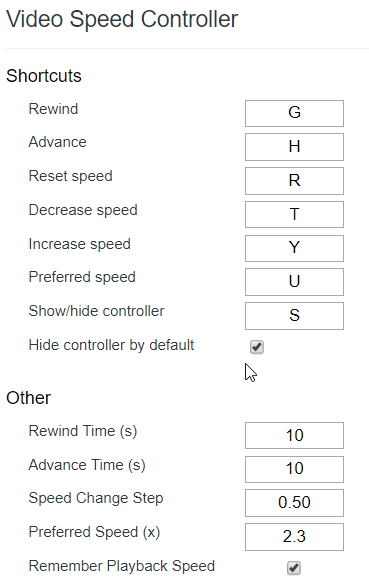 Video Speed Controller
Shortcuts
Rewind G
Advance H
Reset speed R
Decrease speed T
Increase speed Y
Preferred speed U
Show/hide controller S
Hide controller by default
Other
Rewind Time (s) 10
Advance Time (s) 10
Speed Change Step 0.50
Preferred Speed (x) 2.3
Remember Playback Speed